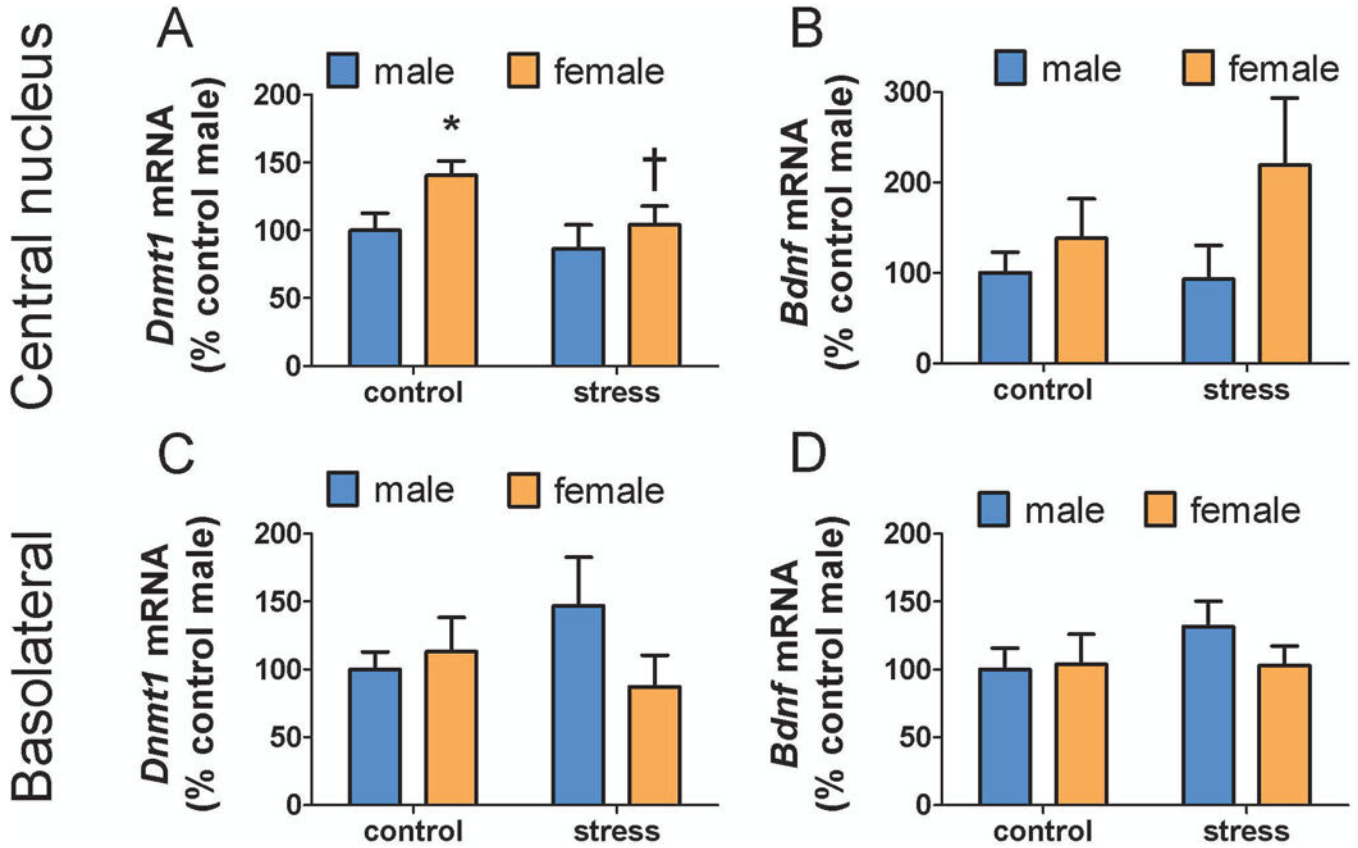 Central nucleus
A
male female
Dnmt1 mRNA
(% control male)
200
*
150
†
100
50
0
control stress
B
male female
Bdnf mRNA
(% control male)
300
200
100
0
control stress
Basolateral
C
male female
Dnmt1 mRNA
(% control male)
200
150
100
50
0
control stress
D
male female
Bdnf mRNA
(% control male)
200
150
100
50
0
control stress